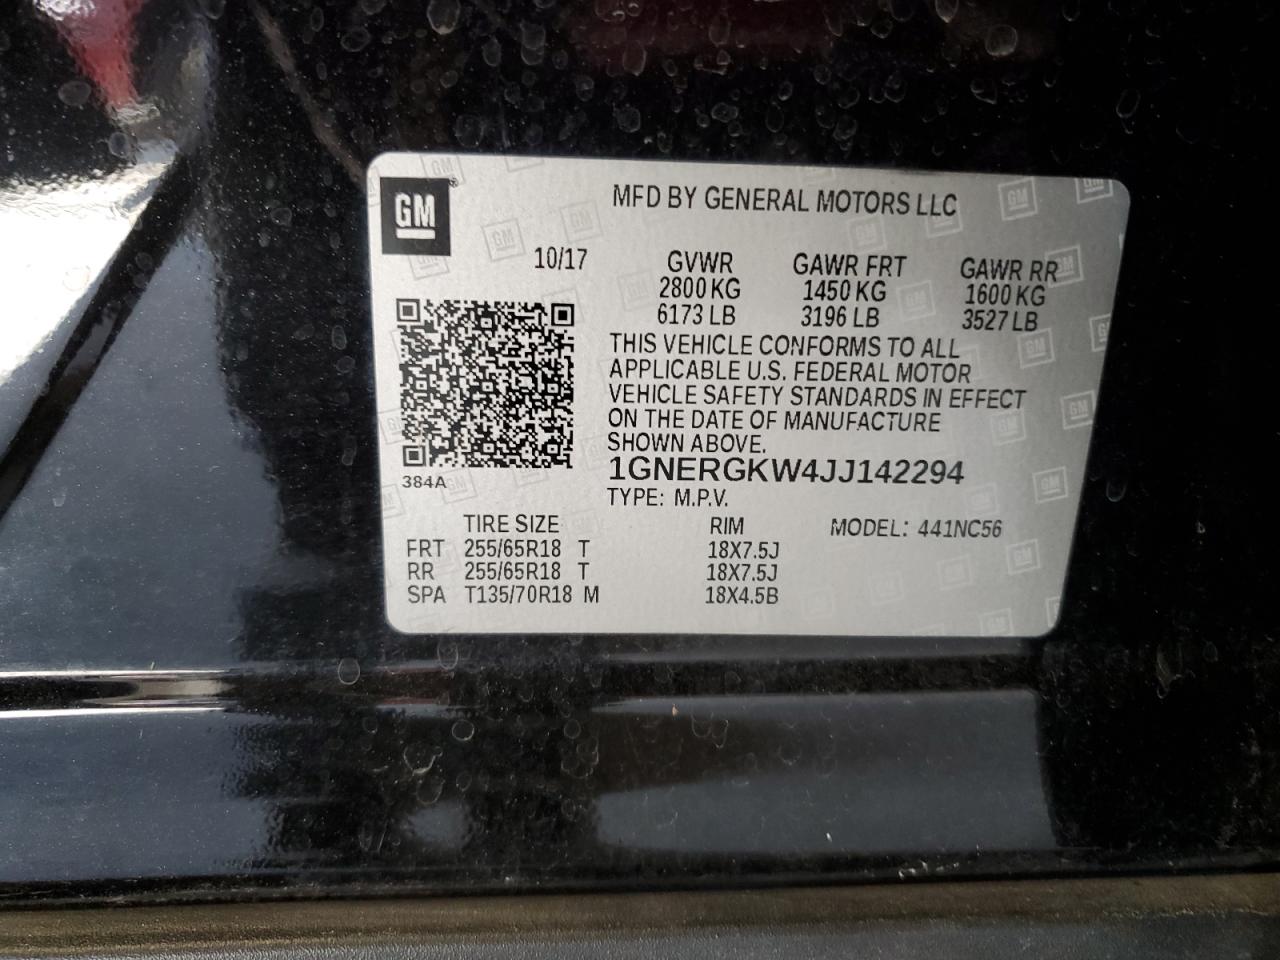 GM
MFD BY GENERAL MOTORS LLC
10/17 GVWR GAWR FRT GAWR RR
2800 KG 1450 KG 1600 KG
6173 LB 3196 LB 3527 LB
THIS VEHICLE CONFORMS TO ALL
APPLICABLE U.S. FEDERAL MOTOR
VEHICLE SAFETY STANDARDS IN EFFECT
ON THE DATE OF MANUFACTURE
SHOWN ABOVE.
1GNERGKW4JJ142294
384A
TYPE: M.P.V.
TIRE SIZE RIM MODEL: 441NC56
FRT 255/65R18 T 18X7.5J
RR 255/65R18 T 18X7.5J
SPA T135/70R18 M 18X4.5B